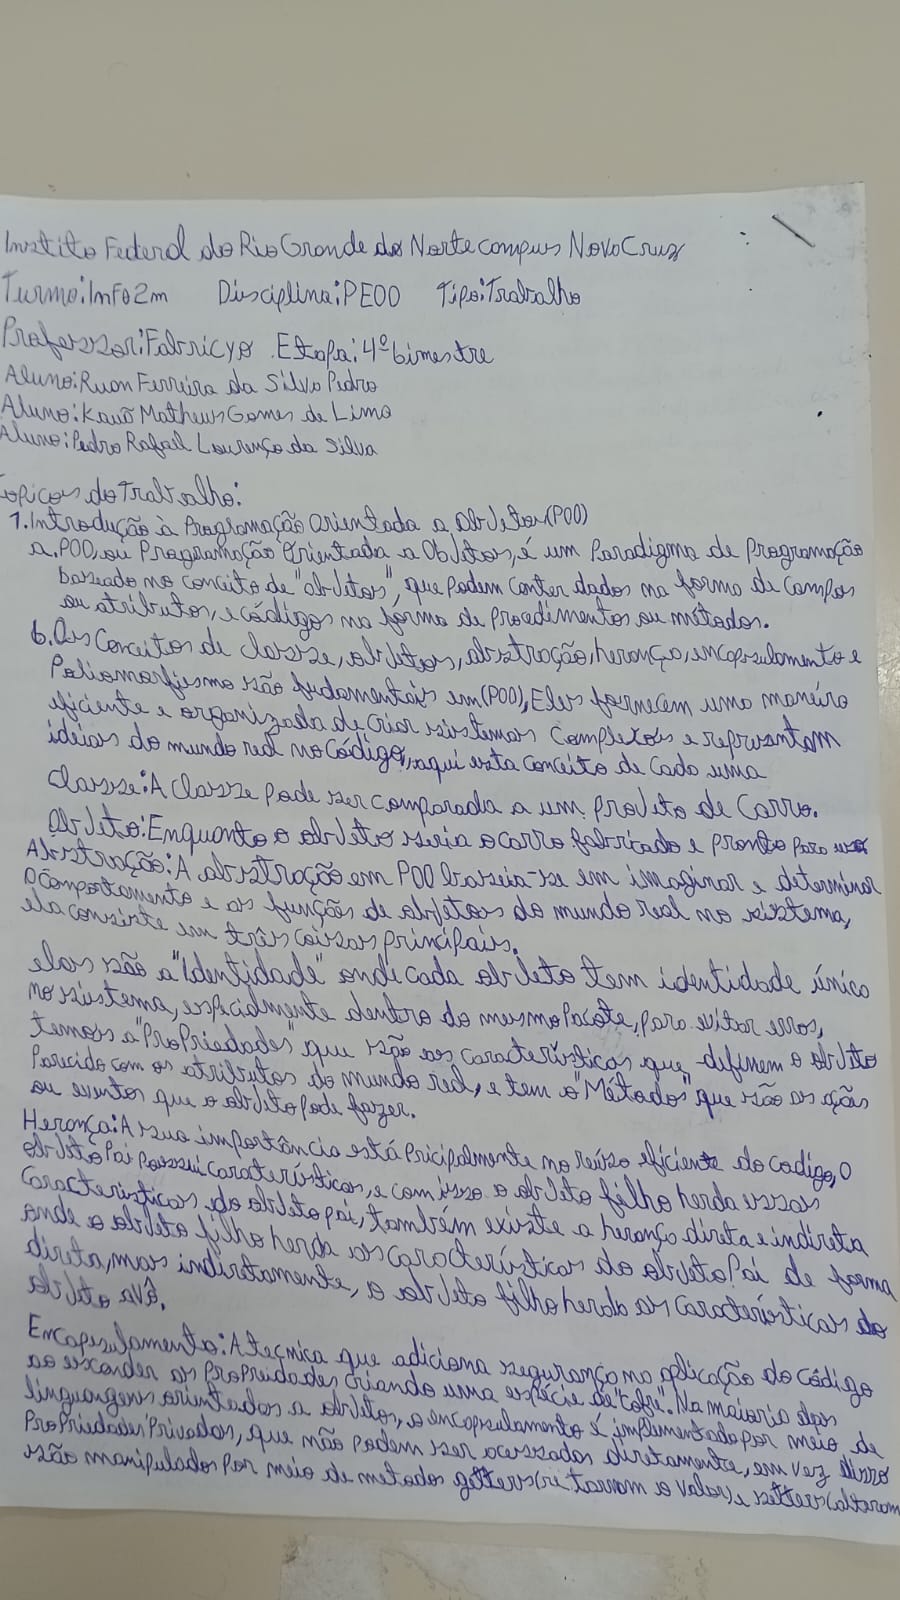 Instito Federal do Rio Grande do Norte campus Nova Cruz
Turma: Info2m Disciplina: PEOO Tipo: Trabalho
Professor: Fabricyo Etapa: 4º bimestre
Aluno: Ruan Ferreira da Silva Pedro
Aluno: Kauã Matheus Gomes de Lima
Aluno: Pedro Rafael Lourenço da Silva
Topicos do Trabalho:
1. Introdução à Programação Orientada a Objetos (POO)
a. POO, ou Programação Orientada a Objetos, é um Paradigma de Programação
baseado no conceito de "objetos", que podem conter dados na forma de campos
ou atributos, e códigos na forma de procedimentos ou métodos.
b. Os Conceitos de classe, objetos, abstração, herança, encapsulamento e
Poliomorfiesmo são fudamentáis em (POO), Eles fornecem uma maneira
eficiente e organizada de criar sistemas complexos e representam
idéias do mundo real no código, aqui esta conceito de cada uma
Classe: A Classe pode ser comparada a um projeto de carro.
Objeto: Enquanto o objeto seria o carro fabricado e pronto para uso
Abstração: A abstração em POO baseia-se em imaginar e determinar
o comportamento e as funções de objetos do mundo real no sistema,
ela consiste em três coisas principais.
elas são a "Identidade" onde cada objeto tem identidade único
no sistema, especialmente dentro do mesmo Pacote, para evitar erros,
temos a "Propriedades" que são as características que definem o objeto
Parecido com os atributos do mundo real, e tem o "Métodos" que são as ação
ou eventos que o objeto pode fazer.
Herança: A sua importância está pricipalmente no reúso eficiente do codigo, o
objeto Pai possui características, e com isso o objeto filho herda essas
características do objeto pai, também existe a herança direta e indireta
onde o objeto filho herda as características do objeto Pai de forma
direta, mas indiretamente, o objeto filho herda as características do
objeto avê.
Encapsulamento: A tecnica que adiciona segurança na aplicação do código
ao esconder as propriedades criando uma espécie de "cofre". Na maioria das
linguangens orientadas a objetos, o encapsulamento é implementado por meio de
Propriedades Privadas, que não podem ser acessadas diretamente, em vez disso
são manipulados por meio de metodos getters (retornam o valor) e setters (alteram